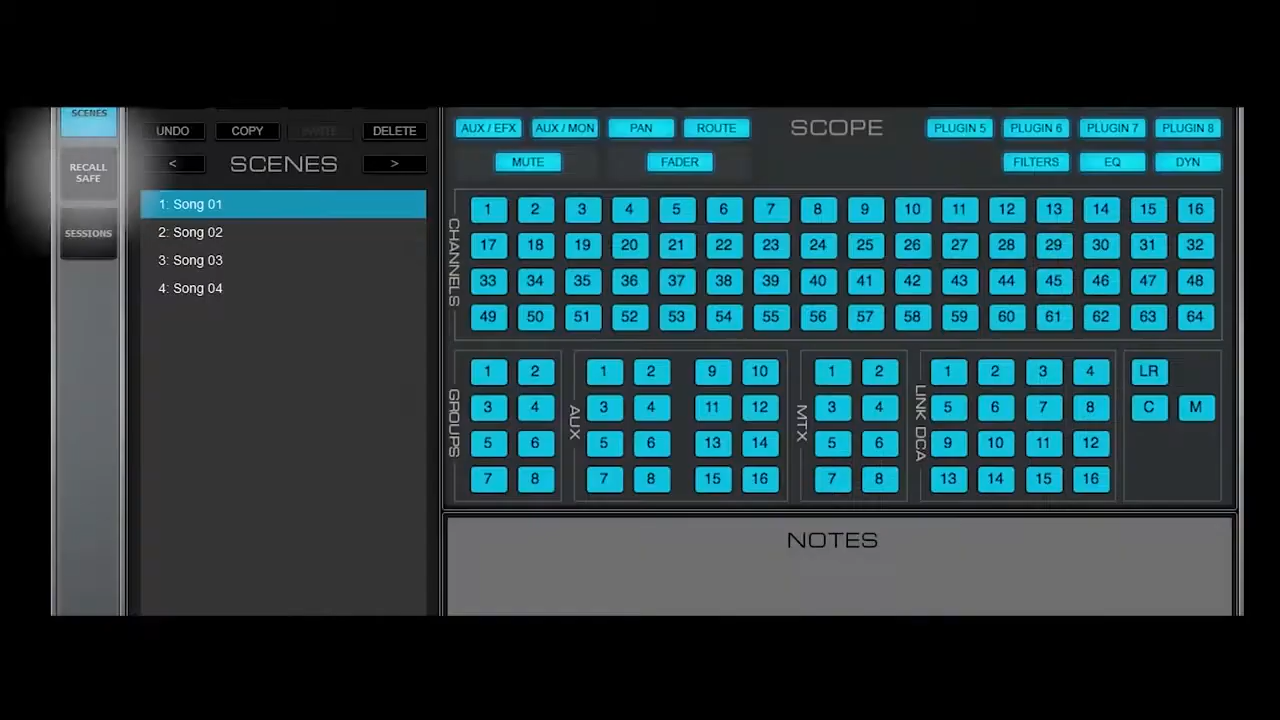 SCENES
RECALL
SAFE
SESSIONS
UNDO COPY PASTE DELETE
< SCENES >
1: Song 01
2: Song 02
3: Song 03
4: Song 04
AUX / EFX AUX / MON PAN ROUTE SCOPE PLUGIN 5 PLUGIN 6 PLUGIN 7 PLUGIN 8
MUTE FADER FILTERS EQ DYN
CHANNELS
1 2 3 4 5 6 7 8 9 10 11 12 13 14 15 16
17 18 19 20 21 22 23 24 25 26 27 28 29 30 31 32
33 34 35 36 37 38 39 40 41 42 43 44 45 46 47 48
49 50 51 52 53 54 55 56 57 58 59 60 61 62 63 64
GROUPS
1 2
3 4
5 6
7 8
AUX
1 2 9 10
3 4 11 12
5 6 13 14
7 8 15 16
MTX
1 2
3 4
5 6
7 8
LINK DCA
1 2 3 4
5 6 7 8
9 10 11 12
13 14 15 16
LR
C M
NOTES